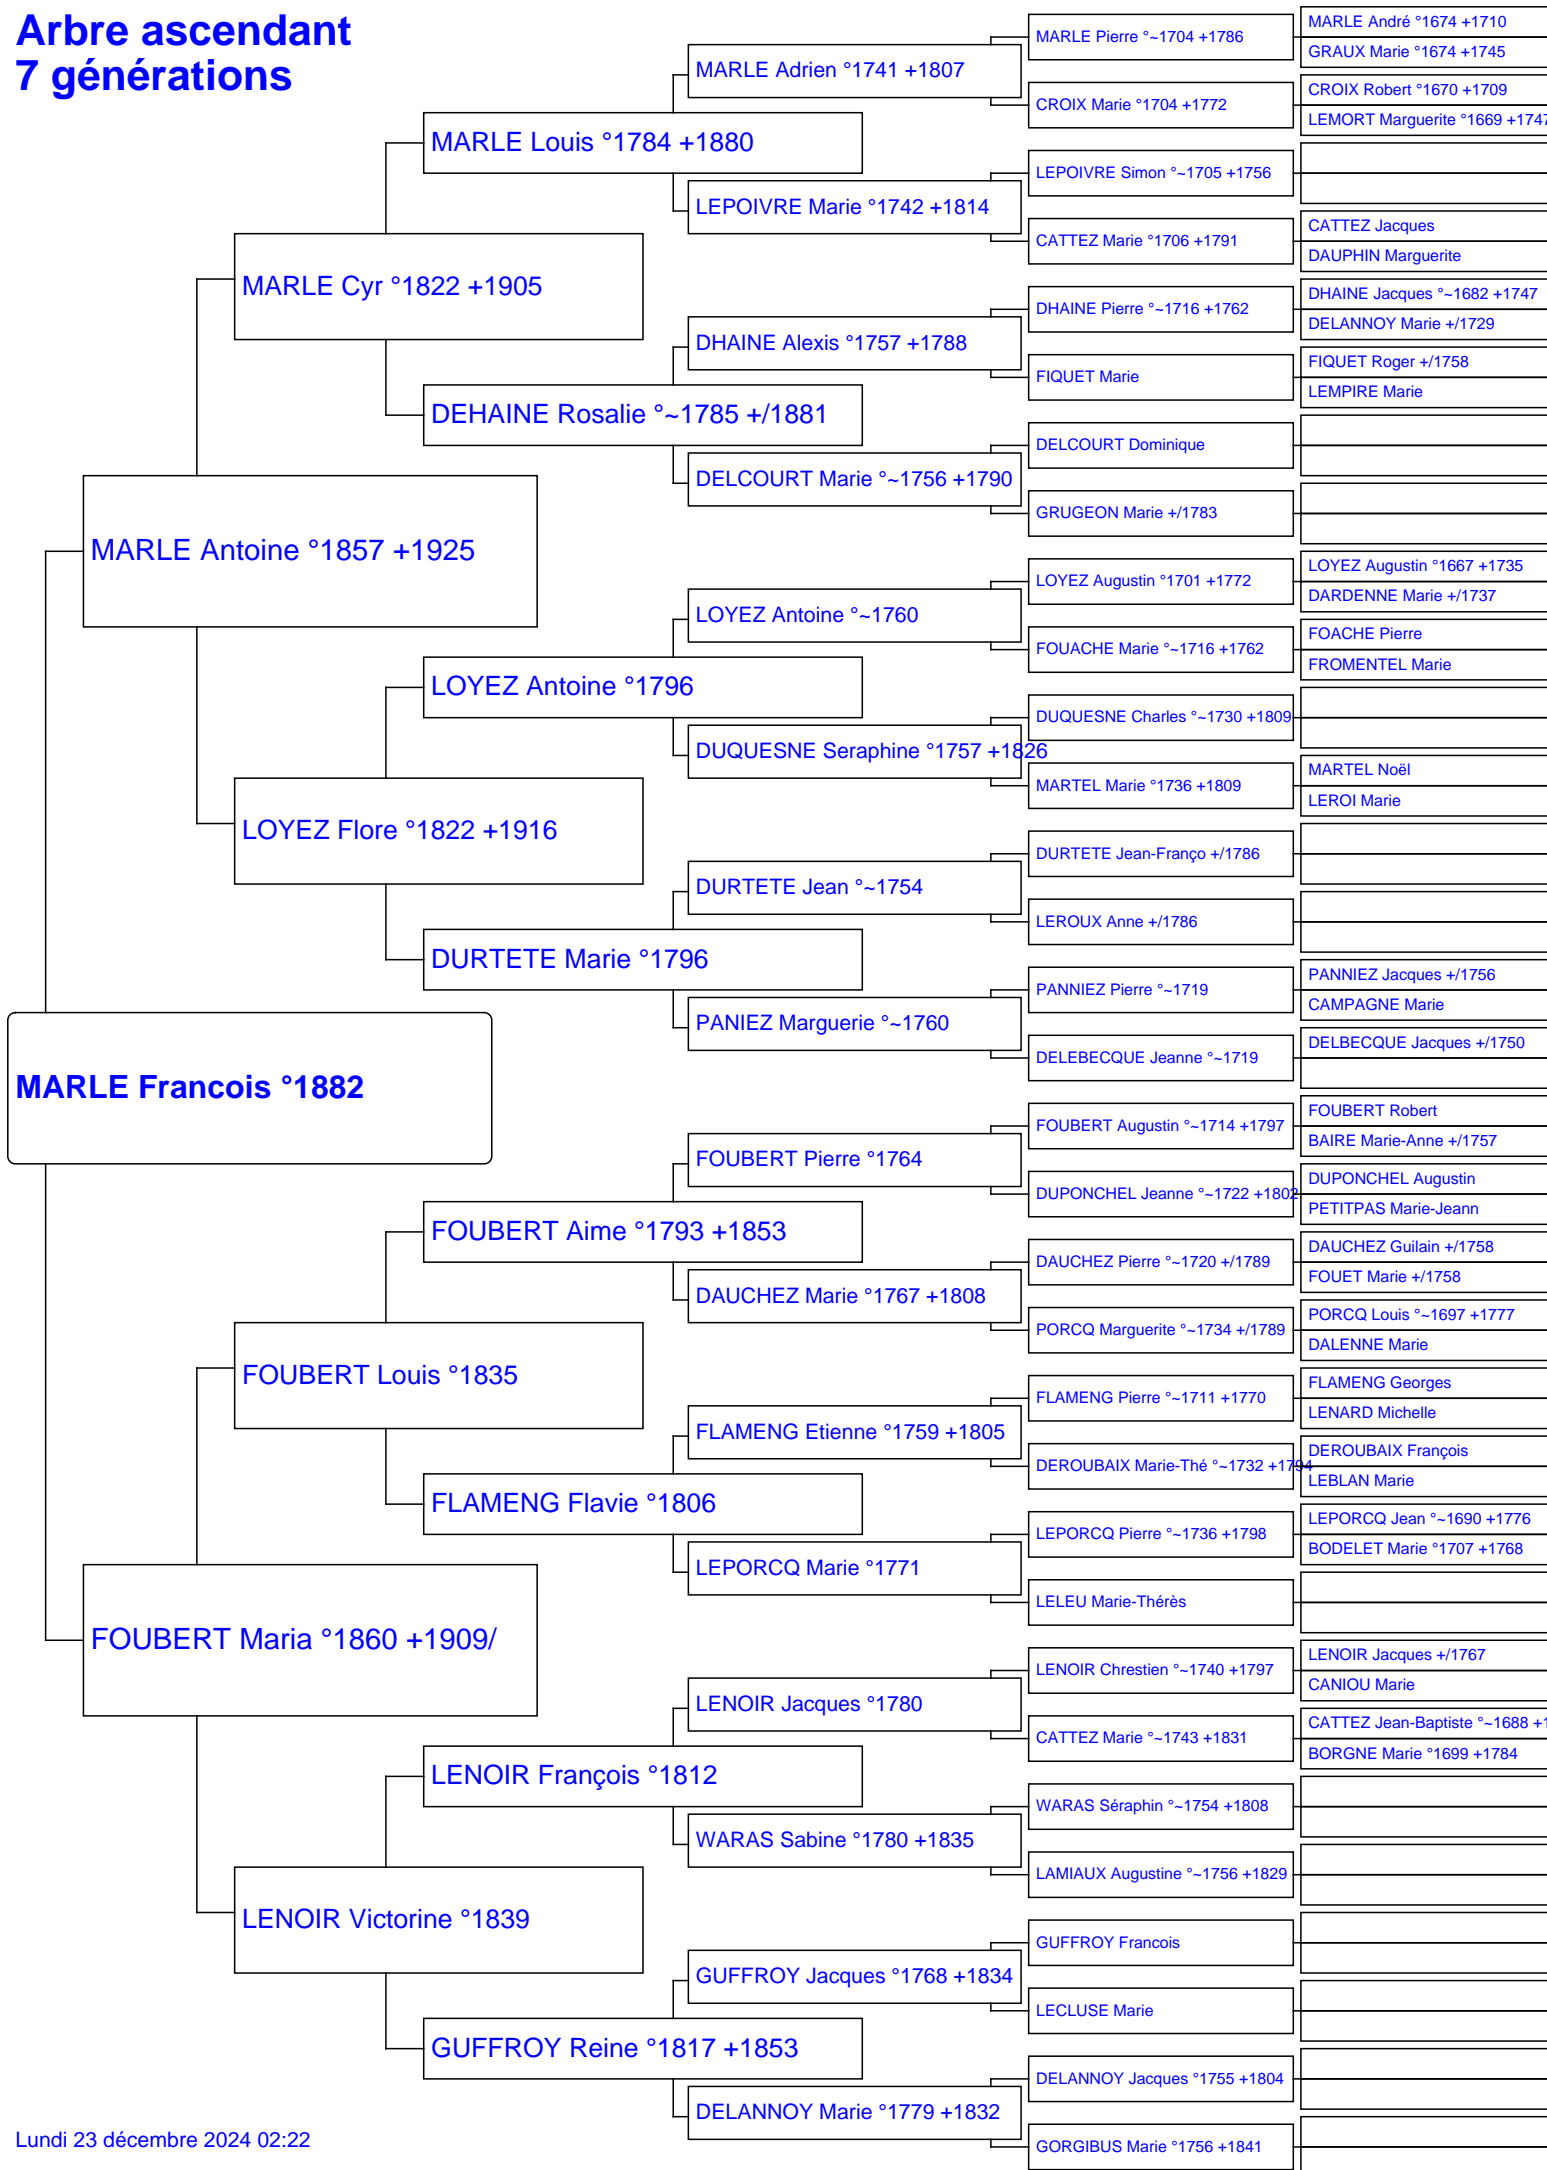 Arbre ascendant
7 générations
MARLE Francois °1882
MARLE Antoine °1857 +1925
FOUBERT Maria °1860 +1909/
MARLE Cyr °1822 +1905
LOYEZ Flore °1822 +1916
FOUBERT Louis °1835
LENOIR Victorine °1839
MARLE Louis °1784 +1880
DEHAINE Rosalie °~1785 +/1881
LOYEZ Antoine °1796
DURTETE Marie °1796
FOUBERT Aime °1793 +1853
FLAMENG Flavie °1806
LENOIR François °1812
GUFFROY Reine °1817 +1853
MARLE Adrien °1741 +1807
LEPOIVRE Marie °1742 +1814
DHAINE Alexis °1757 +1788
DELCOURT Marie °~1756 +1790
LOYEZ Antoine °~1760
DUQUESNE Seraphine °1757 +1826
DURTETE Jean °~1754
PANIEZ Marguerie °~1760
FOUBERT Pierre °1764
DAUCHEZ Marie °1767 +1808
FLAMENG Etienne °1759 +1805
LEPORCQ Marie °1771
LENOIR Jacques °1780
WARAS Sabine °1780 +1835
GUFFROY Jacques °1768 +1834
DELANNOY Marie °1779 +1832
MARLE Pierre °~1704 +1786
CROIX Marie °1704 +1772
LEPOIVRE Simon °~1705 +1756
CATTEZ Marie °1706 +1791
DHAINE Pierre °~1716 +1762
FIQUET Marie
DELCOURT Dominique
GRUGEON Marie +/1783
LOYEZ Augustin °1701 +1772
FOUACHE Marie °~1716 +1762
DUQUESNE Charles °~1730 +1809
MARTEL Marie °1736 +1809
DURTETE Jean-Franço +/1786
LEROUX Anne +/1786
PANNIEZ Pierre °~1719
DELEBECQUE Jeanne °~1719
FOUBERT Augustin °~1714 +1797
DUPONCHEL Jeanne °~1722 +1802
DAUCHEZ Pierre °~1720 +/1789
PORCQ Marguerite °~1734 +/1789
FLAMENG Pierre °~1711 +1770
DEROUBAIX Marie-Thé °~1732 +1794
LEPORCQ Pierre °~1736 +1798
LELEU Marie-Thérès
LENOIR Chrestien °~1740 +1797
CATTEZ Marie °~1743 +1831
WARAS Séraphin °~1754 +1808
LAMIAUX Augustine °~1756 +1829
GUFFROY Francois
LECLUSE Marie
DELANNOY Jacques °1755 +1804
GORGIBUS Marie °1756 +1841
MARLE André °1674 +1710
GRAUX Marie °1674 +1745
CROIX Robert °1670 +1709
LEMORT Marguerite °1669 +1747
CATTEZ Jacques
DAUPHIN Marguerite
DHAINE Jacques °~1682 +1747
DELANNOY Marie +/1729
FIQUET Roger +/1758
LEMPIRE Marie
LOYEZ Augustin °1667 +1735
DARDENNE Marie +/1737
FOACHE Pierre
FROMENTEL Marie
MARTEL Noël
LEROI Marie
PANNIEZ Jacques +/1756
CAMPAGNE Marie
DELBECQUE Jacques +/1750
FOUBERT Robert
BAIRE Marie-Anne +/1757
DUPONCHEL Augustin
PETITPAS Marie-Jeann
DAUCHEZ Guilain +/1758
FOUET Marie +/1758
PORCQ Louis °~1697 +1777
DALENNE Marie
FLAMENG Georges
LENARD Michelle
DEROUBAIX François
LEBLAN Marie
LEPORCQ Jean °~1690 +1776
BODELET Marie °1707 +1768
LENOIR Jacques +/1767
CANIOU Marie
CATTEZ Jean-Baptiste °~1688 +1
BORGNE Marie °1699 +1784
Lundi 23 décembre 2024 02:22